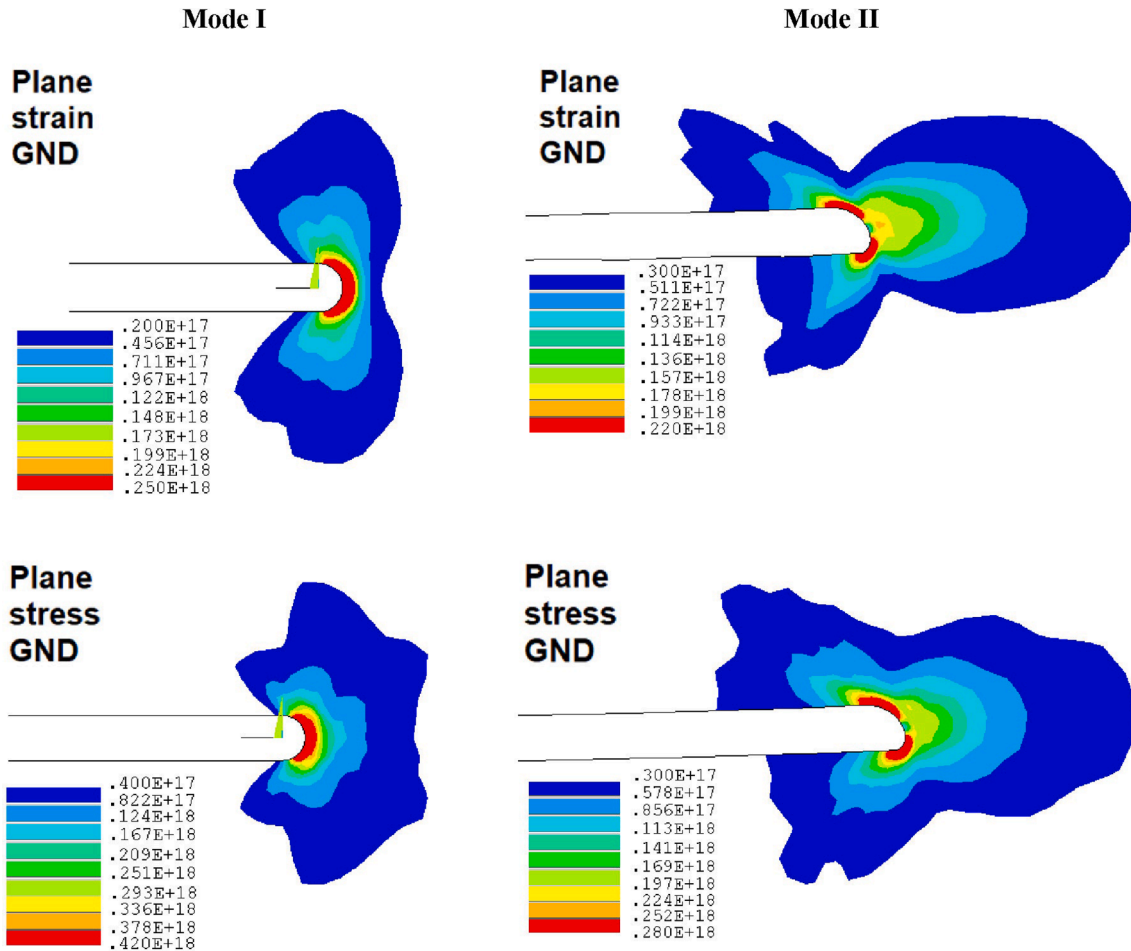 Mode I
Mode II
Plane
strain
GND
.200E+17
.456E+17
.711E+17
.967E+17
.122E+18
.148E+18
.173E+18
.199E+18
.224E+18
.250E+18
Plane
strain
GND
.300E+17
.511E+17
.722E+17
.933E+17
.114E+18
.136E+18
.157E+18
.178E+18
.199E+18
.220E+18
Plane
stress
GND
.400E+17
.822E+17
.124E+18
.167E+18
.209E+18
.251E+18
.293E+18
.336E+18
.378E+18
.420E+18
Plane
stress
GND
.300E+17
.578E+17
.856E+17
.113E+18
.141E+18
.169E+18
.197E+18
.224E+18
.252E+18
.280E+18